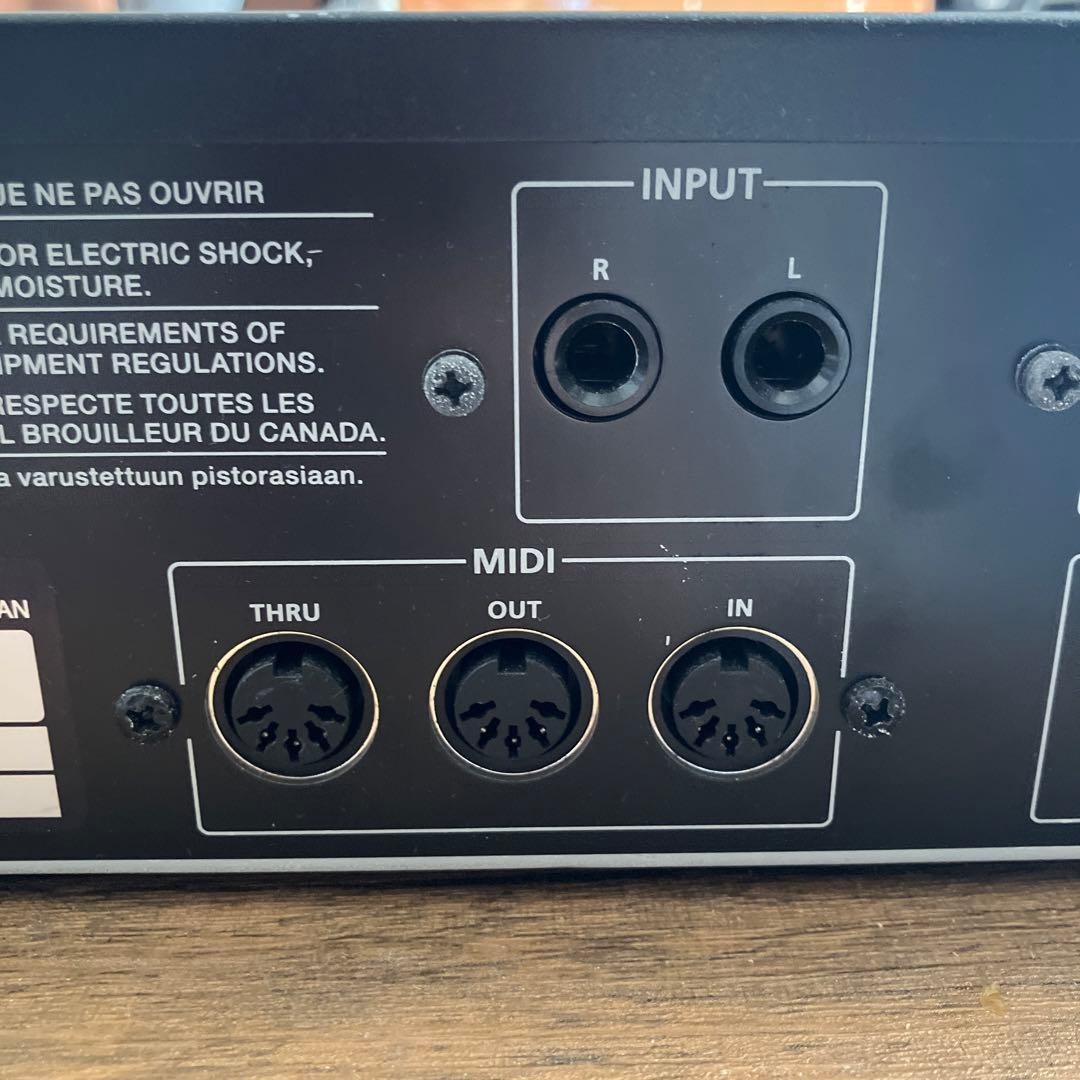 JE NE PAS OUVRIR
OR ELECTRIC SHOCK,
MOISTURE.
REQUIREMENTS OF
IPMENT REGULATIONS.
RESPECTE TOUTES LES
L BROUILLEUR DU CANADA.
a varustettuun pistorasiaan.
AN
INPUT
R L
MIDI
THRU OUT IN